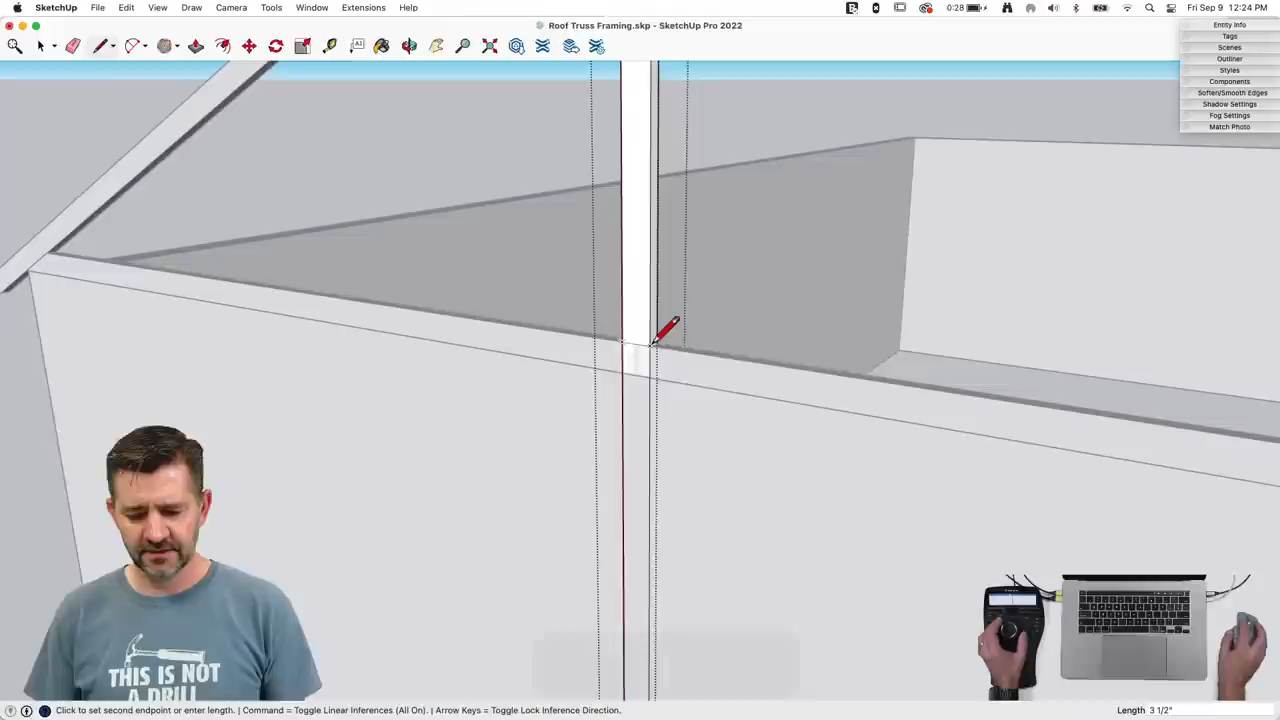 SketchUp File Edit View Draw Camera Tools Window Extensions Help
0:28 Fri Sep 9 12:24 PM
Roof Truss Framing.skp - SketchUp Pro 2022
Entity Info
Tags
Scenes
Outliner
Styles
Components
Soften/Smooth Edges
Shadow Settings
Fog Settings
Match Photo
THIS IS NOT
A DRILL
Click to set second endpoint or enter length. | Command = Toggle Linear Inferences (All On). | Arrow Keys = Toggle Lock Inference Direction. Length 3 1/2"